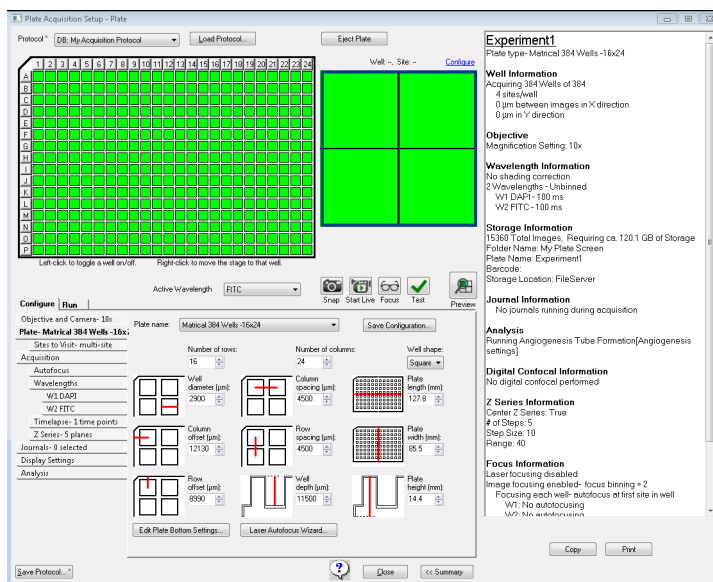 Plate Acquisition Setup - Plate
Protocol * DB: My Acquisition Protocol Load Protocol... Eject Plate
Well: --, Site: -- Configure
1 2 3 4 5 6 7 8 9 10 11 12 13 14 15 16 17 18 19 20 21 22 23 24
A
B
C
D
E
F
G
H
I
J
K
L
M
N
O
P
Left-click to toggle a well on/off. Right-click to move the stage to that well.
Active Wavelength FITC
Snap Start Live Focus Test Preview
Configure Run
Objective and Camera- 10x
Plate- Matrical 384 Wells -16x2
Sites to Visit- multi-site
Acquisition
Autofocus
Wavelengths
W1 DAPI
W2 FITC
Timelapse- 1 time points
Z Series- 5 planes
Journals- 0 selected
Display Settings
Analysis
Plate name: Matrical 384 Wells -16x24 Save Configuration...
Number of rows: Number of columns: Well shape:
16 24 Square
Well diameter (µm): Column spacing (µm): Plate length (mm):
2900 4500 127.8
Column offset (µm): Row spacing (µm): Plate width (mm):
12130 4500 85.5
Row offset (µm): Well depth (µm): Plate height (mm):
8990 11500 14.4
Edit Plate Bottom Settings... Laser Autofocus Wizard...
Save Protocol... * ? Close << Summary
Experiment1
Plate type- Matrical 384 Wells -16x24
Well Information
Acquiring 384 Wells of 384
4 sites/well
0 µm between images in X direction
0 µm in Y direction
Objective
Magnification Setting: 10x
Wavelength Information
No shading correction
2 Wavelengths - Unbinned
W1 DAPI - 100 ms
W2 FITC - 100 ms
Storage Information
15360 Total Images, Requiring ca. 120.1 GB of Storage
Folder Name: My Plate Screen
Plate Name: Experiment1
Barcode:
Storage Location: FileServer
Journal Information
No journals running during acquisition
Analysis
Running Angiogenesis Tube Formation[Angiogenesis
settings]
Digital Confocal Information
No digital confocal performed
Z Series Information
Center Z Series: True
# of Steps: 5
Step Size: 10
Range: 40
Focus Information
Laser focusing disabled
Image focusing enabled- focus binning = 2
Focusing each well- autofocus at first site in well
W1: No autofocusing
W2: No autofocusing
Copy Print